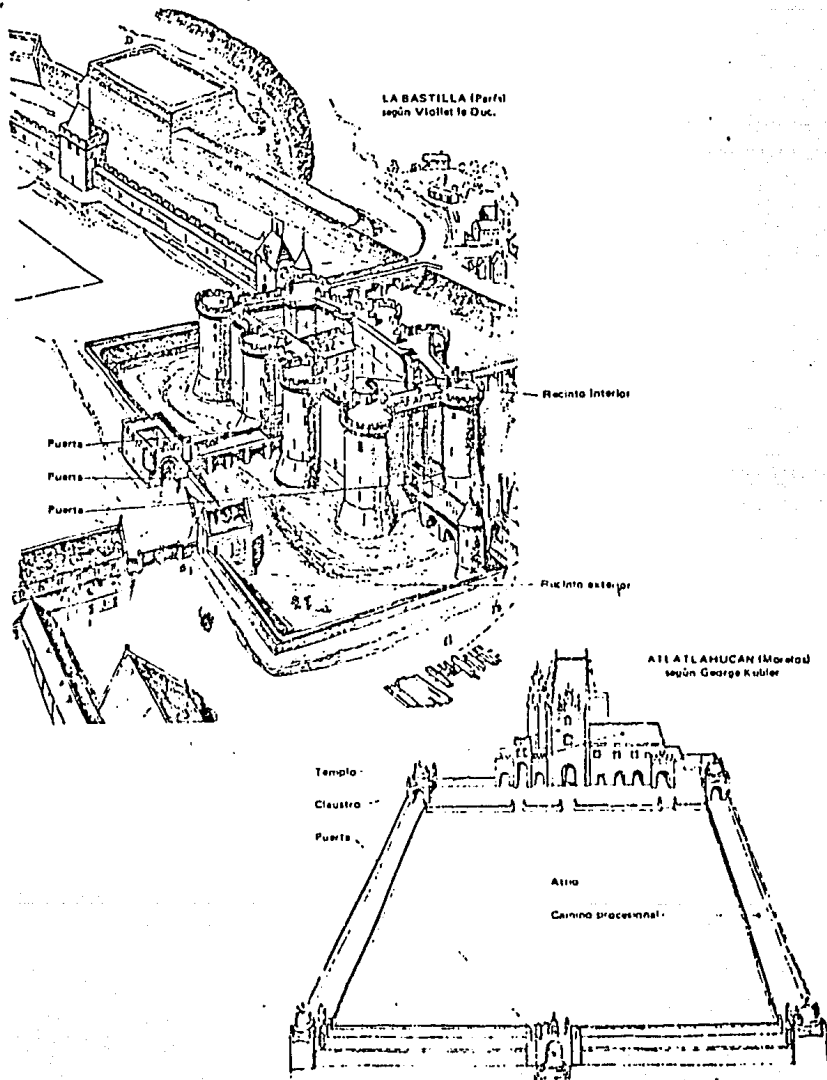 LA BASTILLA (París)
según Viollet le Duc.
Recinto Interior
Puerta
Puerta
Puerta
Recinto exterior
ATLATLAHUCAN (Morelos)
según George Kubler
Templo
Claustro
Puerta
Atrio
Camino procesional